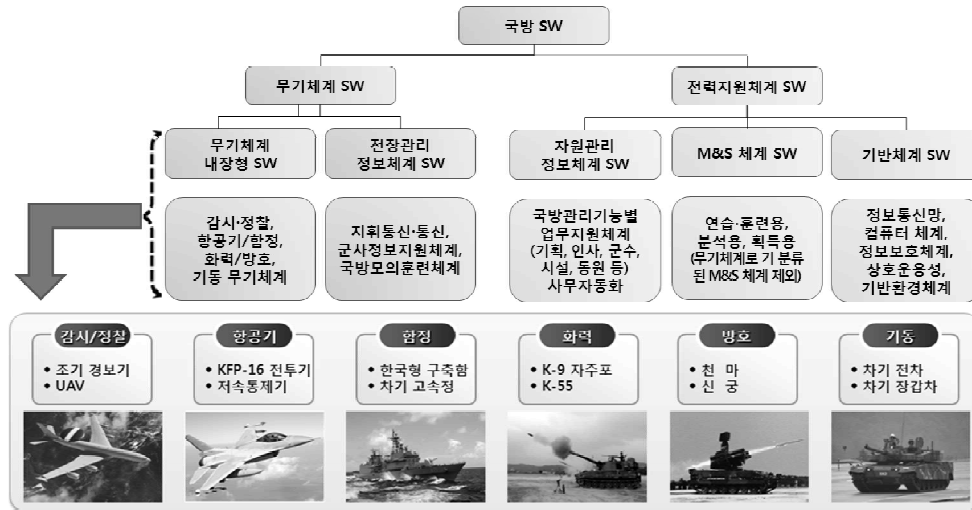 국방 SW
무기체계 SW
전력지원체계 SW
무기체계
내장형 SW
전장관리
정보체계 SW
자원관리
정보체계 SW
M&S 체계 SW
기반체계 SW
감시·정찰,
항공기/함정,
화력/방호,
기동 무기체계
지휘통신·통신,
군사정보지원체계,
국방모의훈련체계
국방관리기능별
업무지원체계
(기획, 인사, 군수,
시설, 동원 등)
사무자동화
연습·훈련용,
분석용, 획득용
(무기체계로 기 분류
된 M&S 체계 제외)
정보통신망,
컴퓨터 체계,
정보보호체계,
상호운용성,
기반환경체계
감시/정찰
• 조기 경보기
• UAV
항공기
• KFP-16 전투기
• 저속통제기
함정
• 한국형 구축함
• 차기 고속정
화력
• K-9 자주포
• K-55
방호
• 천 마
• 신 궁
기동
• 차기 전차
• 차기 장갑차